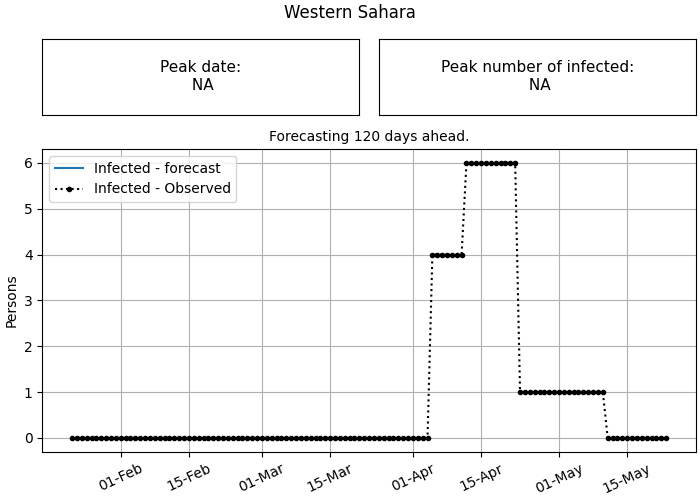 Western Sahara
Peak date:
NA
Peak number of infected:
NA
Forecasting 120 days ahead.
Infected - forecast
Infected - Observed
Persons
6
5
4
3
2
1
0
01-Feb
15-Feb
01-Mar
15-Mar
01-Apr
15-Apr
01-May
15-May